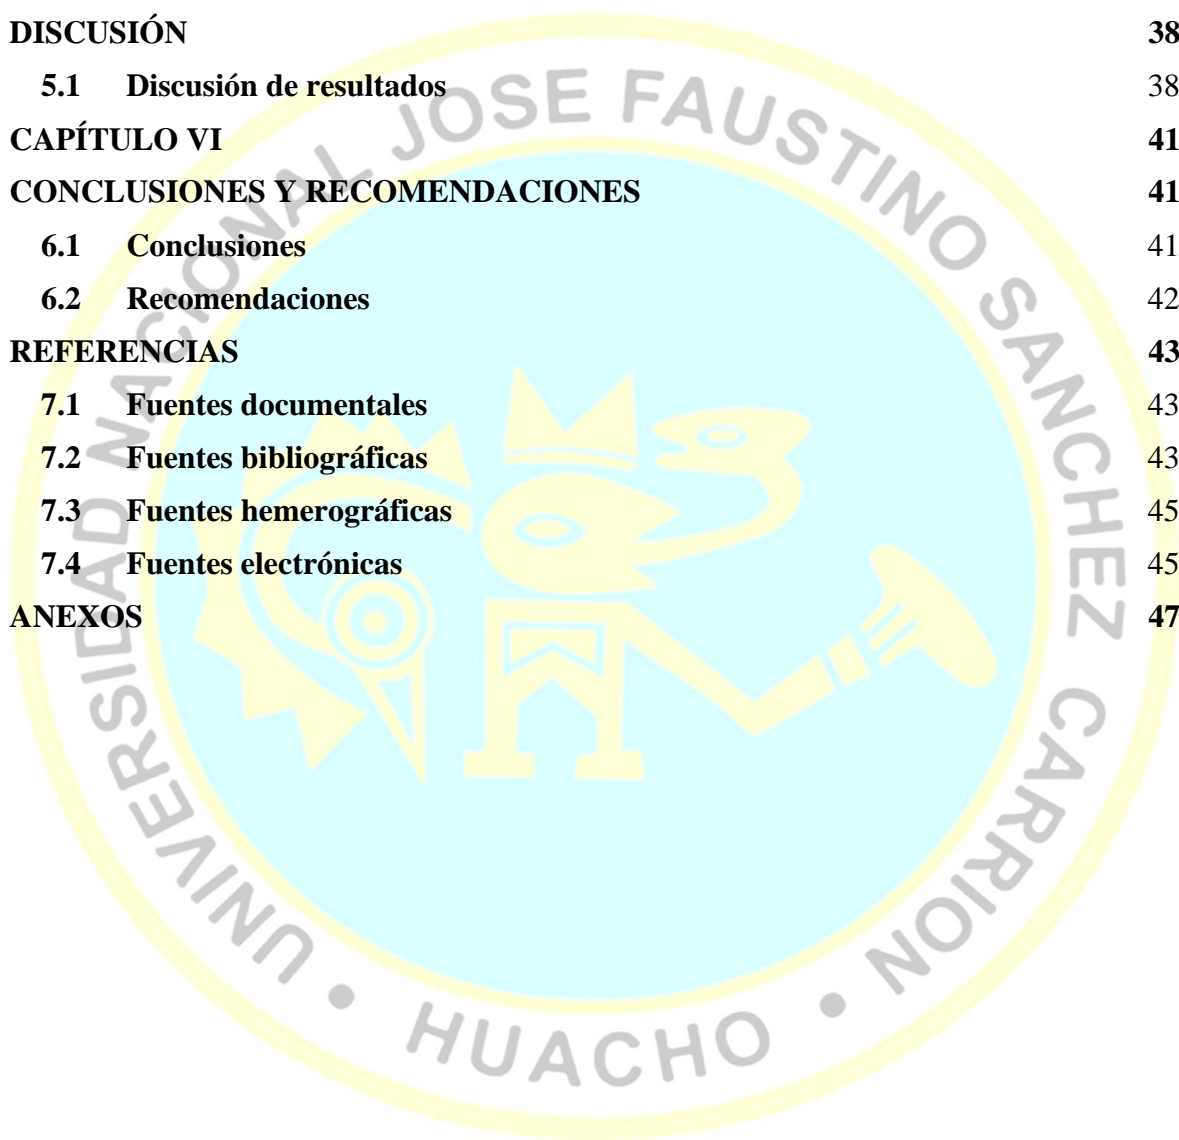 DISCUSIÓN 38
5.1 Discusión de resultados 38
CAPÍTULO VI 41
CONCLUSIONES Y RECOMENDACIONES 41
6.1 Conclusiones 41
6.2 Recomendaciones 42
REFERENCIAS 43
7.1 Fuentes documentales 43
7.2 Fuentes bibliográficas 43
7.3 Fuentes hemerográficas 45
7.4 Fuentes electrónicas 45
ANEXOS 47
UNIVERSIDAD NACIONAL JOSE FAUSTINO SANCHEZ CARRION • HUACHO •